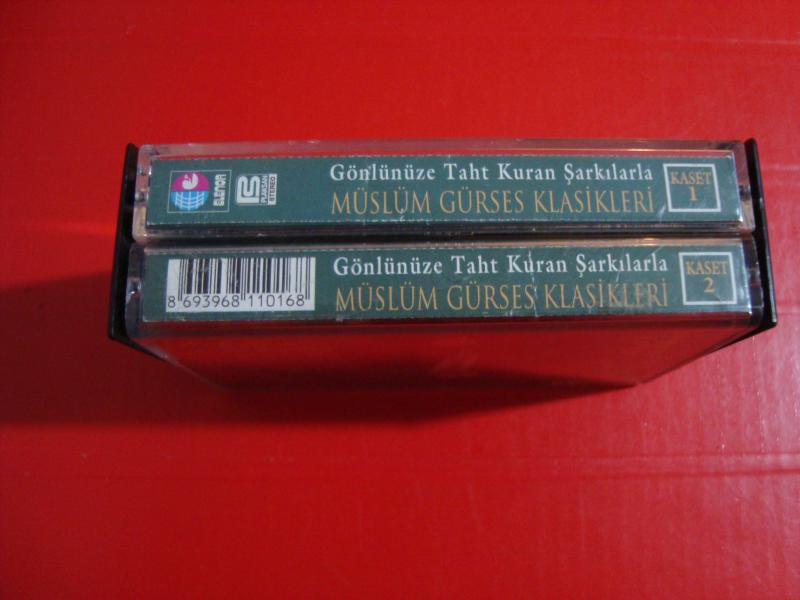 Gönlünüze Taht Kuran Şarkılarla
MÜSLÜM GÜRSES KLASİKLERİ
KASET
1
STEREO
Gönlünüze Taht Kuran Şarkılarla
MÜSLÜM GÜRSES KLASİKLERİ
KASET
2
8 693968 110168